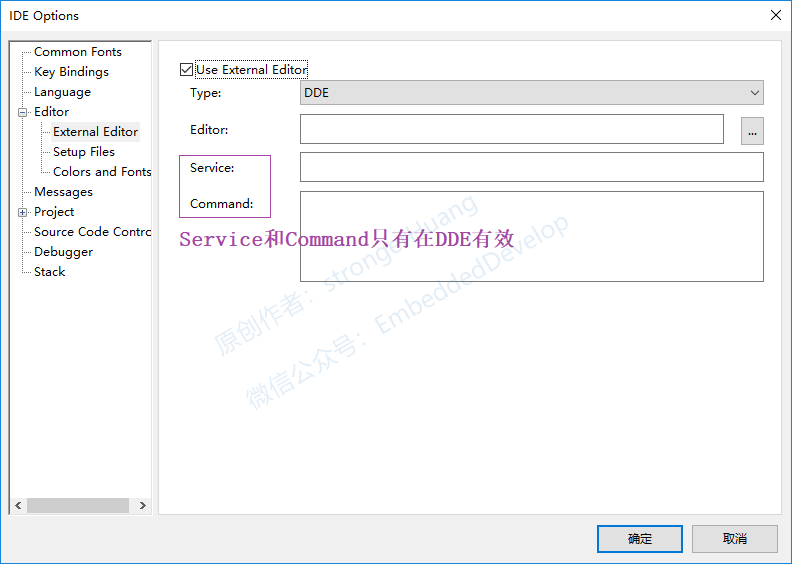 IDE Options
Common Fonts
Key Bindings
Language
Editor
External Editor
Setup Files
Colors and Fonts
Messages
Project
Source Code Contro
Debugger
Stack
Use External Editor
Type:
DDE
Editor:
...
Service:
Command:
Service和Command只有在DDE有效
原创作者：strongerHuang
微信公众号：EmbeddedDevelop
确定
取消